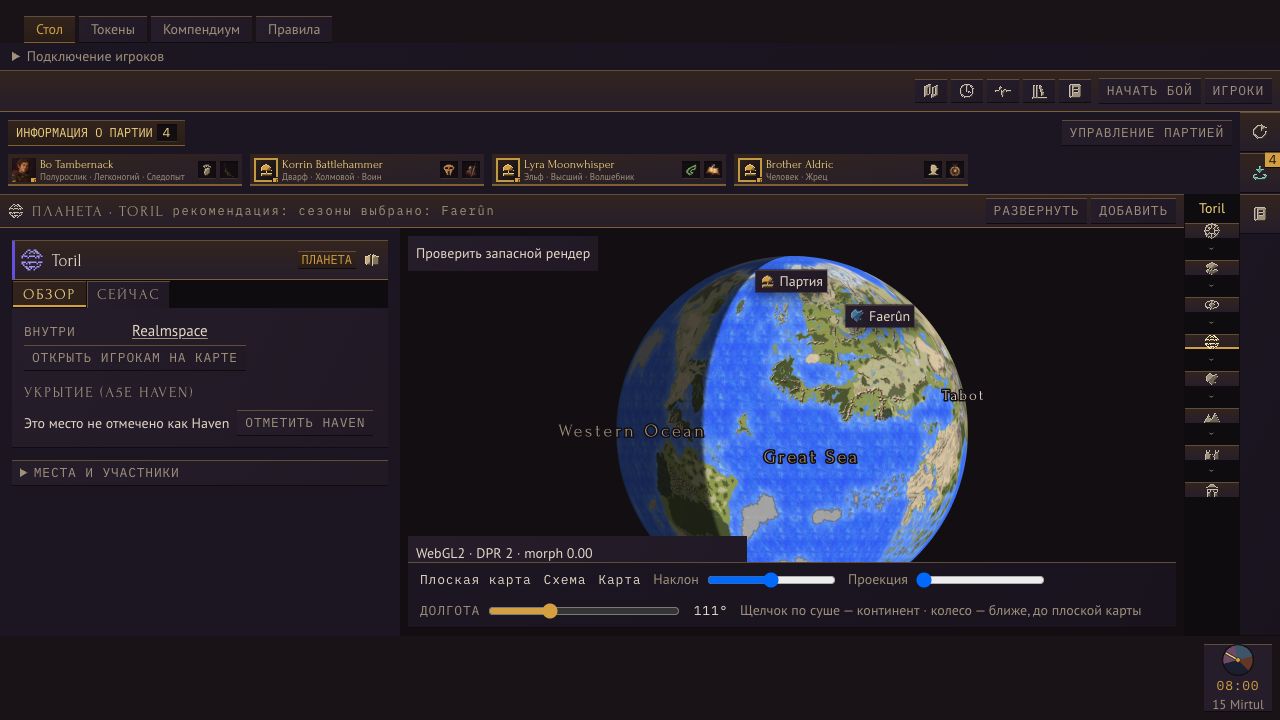 Стол Токены Компендиум Правила
Подключение игроков
НАЧАТЬ БОЙ ИГРОКИ
ИНФОРМАЦИЯ О ПАРТИИ 4
УПРАВЛЕНИЕ ПАРТИЕЙ
4
Bo Tambernack
Полурослик · Легконогий · Следопыт
Korrin Battlehammer
Дварф · Холмовой · Воин
Lyra Moonwhisper
Эльф · Высший · Волшебник
Brother Aldric
Человек · Жрец
ПЛАНЕТА · TORIL рекомендация: сезоны выбрано: Faerûn
РАЗВЕРНУТЬ ДОБАВИТЬ
Toril
Toril
ПЛАНЕТА
ОБЗОР СЕЙЧАС
ВНУТРИ Realmspace
ОТКРЫТЬ ИГРОКАМ НА КАРТЕ
УКРЫТИЕ (A5E HAVEN)
Это место не отмечено как Haven ОТМЕТИТЬ HAVEN
МЕСТА И УЧАСТНИКИ
Проверить запасной рендер
Партия
Faerûn
Tabot
Western Ocean
Great Sea
WebGL2 · DPR 2 · morph 0.00
Плоская карта Схема Карта Наклон Проекция
ДОЛГОТА 111° Щелчок по суше — континент · колесо — ближе, до плоской карты
08:00
15 Mirtul